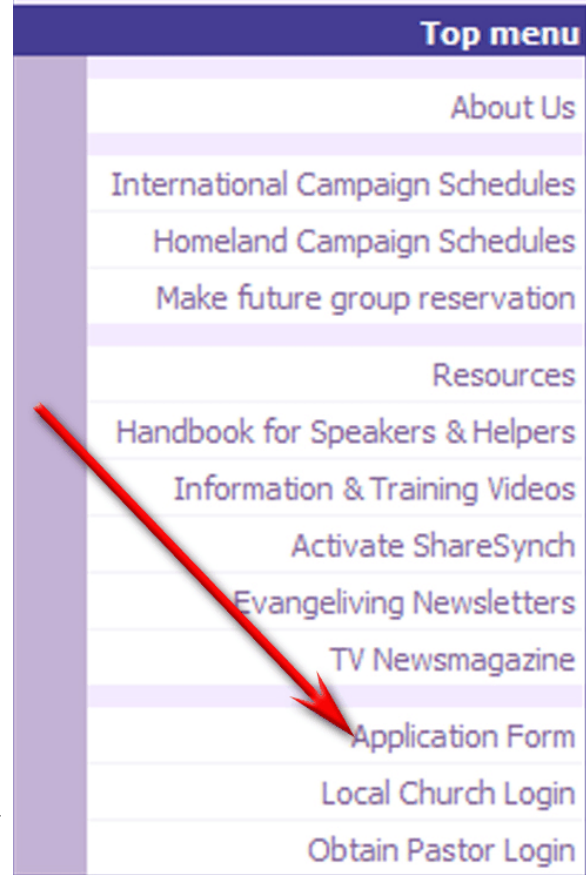 Top menu
About Us
International Campaign Schedules
Homeland Campaign Schedules
Make future group reservation
Resources
Handbook for Speakers & Helpers
Information & Training Videos
Activate ShareSynch
Evangeliving Newsletters
TV Newsmagazine
Application Form
Local Church Login
Obtain Pastor Login